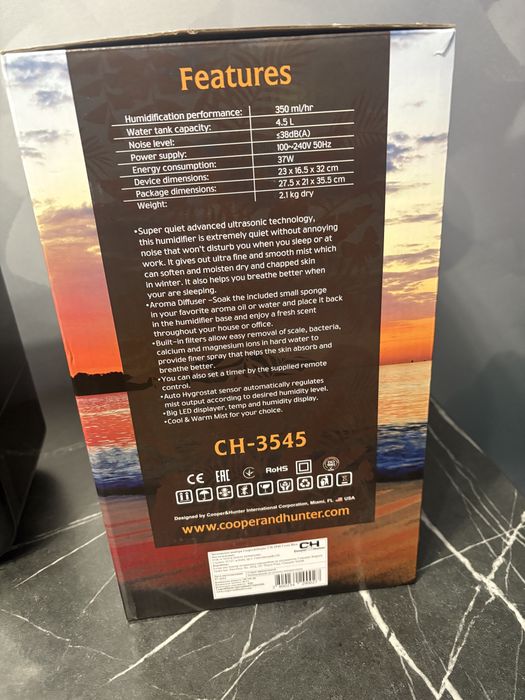 Features
Humidification performance: 350 ml/hr
Water tank capacity: 4.5 L
Noise level: ≤38dB(A)
Power supply: 100~240V 50Hz
Energy consumption: 37W
Device dimensions: 23 x 16.5 x 32 cm
Package dimensions: 27.5 x 21 x 35.5 cm
Weight: 2.1 kg dry
•Super quiet advanced ultrasonic technology,
this humidifier is extremely quiet without annoying
noise that won't disturb you when you sleep or at
work. It gives out ultra fine and smooth mist which
can soften and moisten dry and chapped skin
in winter. It also helps you breathe better when
your are sleeping.
•Aroma Diffuser –Soak the included small sponge
in your favorite aroma oil or water and place it back
in the humidifier base and enjoy a fresh scent
throughout your house or office.
•Built-in filters allow easy removal of scale, bacteria,
calcium and magnesium ions in hard water to
provide finer spray that helps the skin absorb and
breathe better.
•You can also set a timer by the supplied remote
control.
•Auto Hygrostat sensor automatically regulates
mist output according to desired humidity level.
•Big LED displayer, temp and humidity display.
•Cool & Warm Mist for your choice.
CH-3545
CE EAC RoHS
Designed by Cooper&Hunter International Corporation, Miami, FL USA
www.cooperandhunter.com
CH